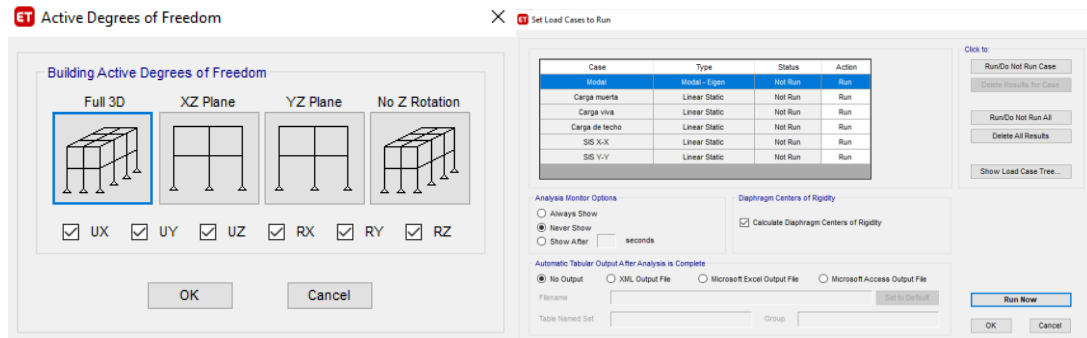 ET Active Degrees of Freedom
Building Active Degrees of Freedom
Full 3D XZ Plane YZ Plane No Z Rotation
UX UY UZ RX RY RZ
OK Cancel
ET Set Load Cases to Run
Click to:
Case Type Status Action
Modal Modal - Eigen Not Run Run
Carga muerta Linear Static Not Run Run
Carga viva Linear Static Not Run Run
Carga de techo Linear Static Not Run Run
SIS X-X Linear Static Not Run Run
SIS Y-Y Linear Static Not Run Run
Run/Do Not Run Case
Delete Results for Case
Run/Do Not Run All
Delete All Results
Show Load Case Tree...
Analysis Monitor Options
Always Show
Never Show
Show After seconds
Diaphragm Centers of Rigidity
Calculate Diaphragm Centers of Rigidity
Automatic Tabular Output After Analysis is Complete
No Output XML Output File Microsoft Excel Output File Microsoft Access Output File
Filename Set to Default
Table Named Set Group
Run Now
OK Cancel